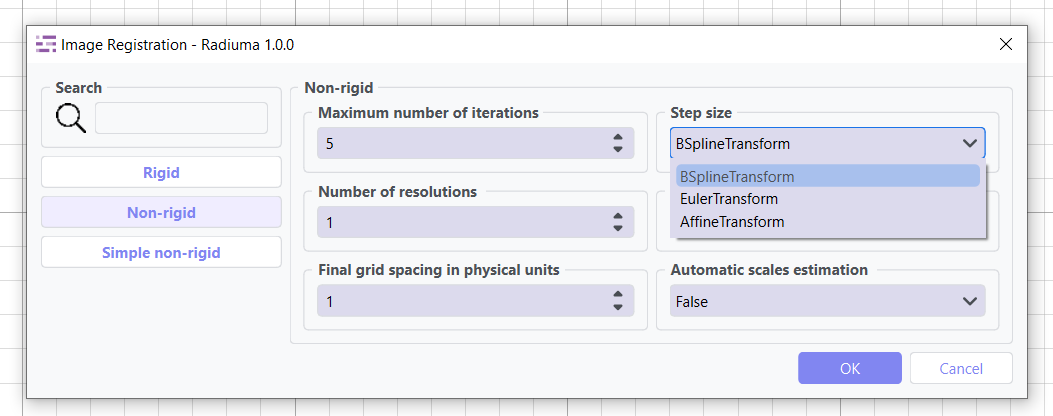 Image Registration - Radiuma 1.0.0
Search
Rigid
Non-rigid
Simple non-rigid
Non-rigid
Maximum number of iterations
5
Step size
BSplineTransform
BSplineTransform
EulerTransform
AffineTransform
Number of resolutions
1
Final grid spacing in physical units
1
Automatic scales estimation
False
OK
Cancel